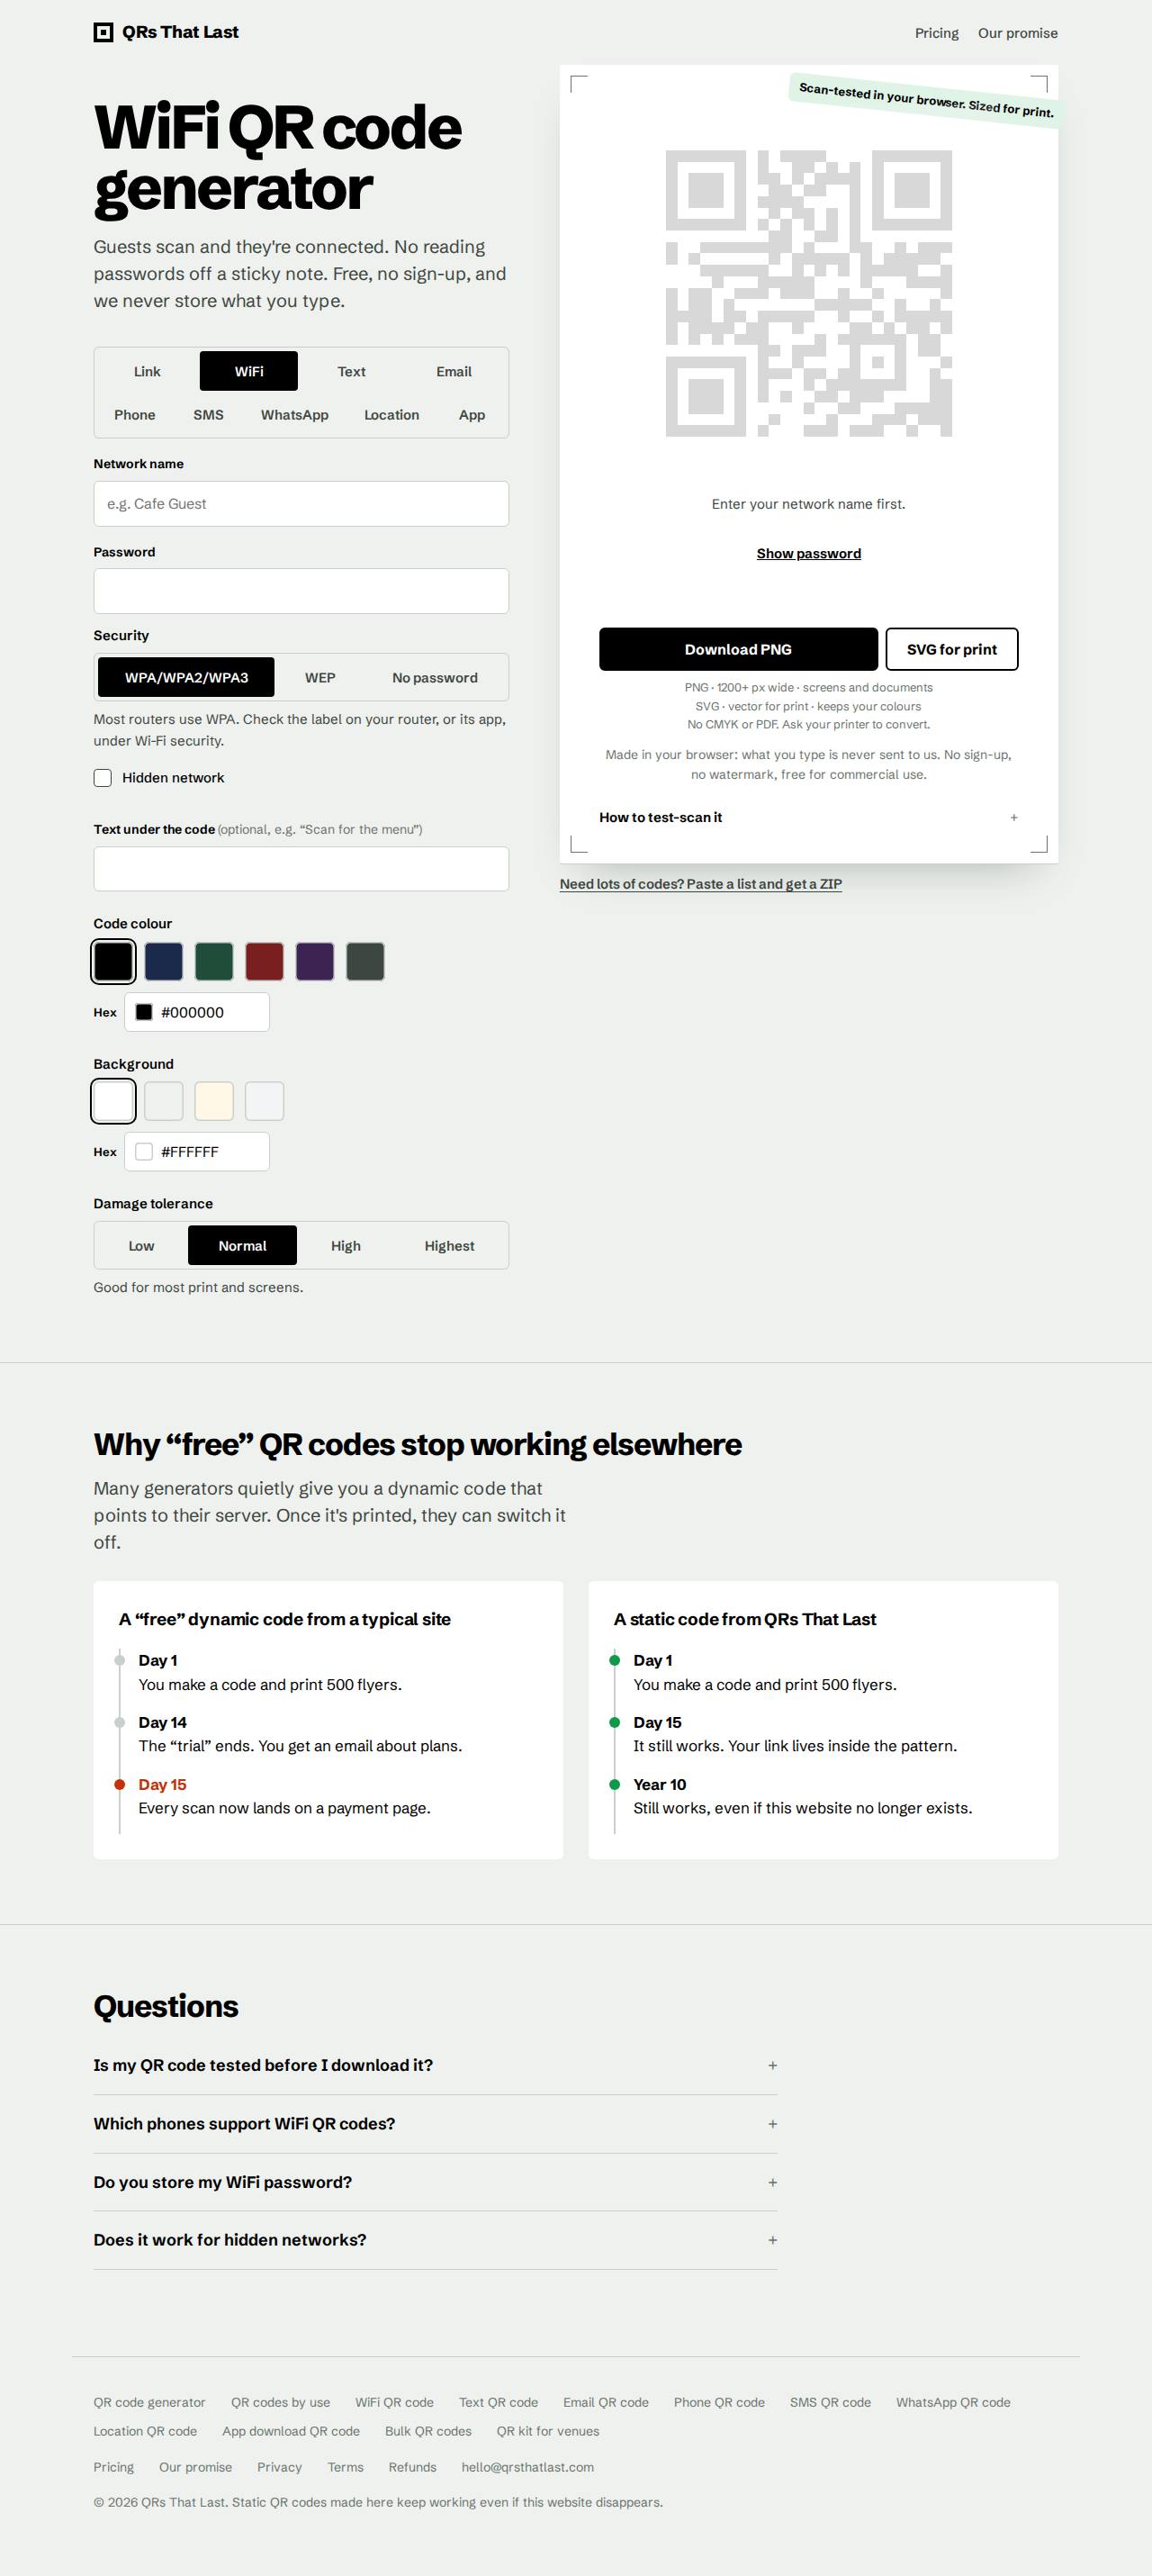 QRs That Last
Pricing
Our promise
WiFi QR code
generator
Guests scan and they're connected. No reading
passwords off a sticky note. Free, no sign-up, and
we never store what you type.
Link
WiFi
Text
Email
Phone
SMS
WhatsApp
Location
App
Network name
e.g. Cafe Guest
Password
Security
WPA/WPA2/WPA3
WEP
No password
Most routers use WPA. Check the label on your router, or its app,
under Wi-Fi security.
Hidden network
Text under the code (optional, e.g. “Scan for the menu”)
Code colour
Hex
#000000
Background
Hex
#FFFFFF
Damage tolerance
Low
Normal
High
Highest
Good for most print and screens.
Scan-tested in your browser. Sized for print.
Enter your network name first.
Show password
Download PNG
SVG for print
PNG · 1200+ px wide · screens and documents
SVG · vector for print · keeps your colours
No CMYK or PDF. Ask your printer to convert.
Made in your browser: what you type is never sent to us. No sign-up,
no watermark, free for commercial use.
How to test-scan it +
Need lots of codes? Paste a list and get a ZIP
Why “free” QR codes stop working elsewhere
Many generators quietly give you a dynamic code that
points to their server. Once it's printed, they can switch it
off.
A “free” dynamic code from a typical site
Day 1
You make a code and print 500 flyers.
Day 14
The “trial” ends. You get an email about plans.
Day 15
Every scan now lands on a payment page.
A static code from QRs That Last
Day 1
You make a code and print 500 flyers.
Day 15
It still works. Your link lives inside the pattern.
Year 10
Still works, even if this website no longer exists.
Questions
Is my QR code tested before I download it? +
Which phones support WiFi QR codes? +
Do you store my WiFi password? +
Does it work for hidden networks? +
QR code generator QR codes by use WiFi QR code Text QR code Email QR code Phone QR code SMS QR code WhatsApp QR code
Location QR code App download QR code Bulk QR codes QR kit for venues
Pricing Our promise Privacy Terms Refunds hello@qrsthatlast.com
© 2026 QRs That Last. Static QR codes made here keep working even if this website disappears.